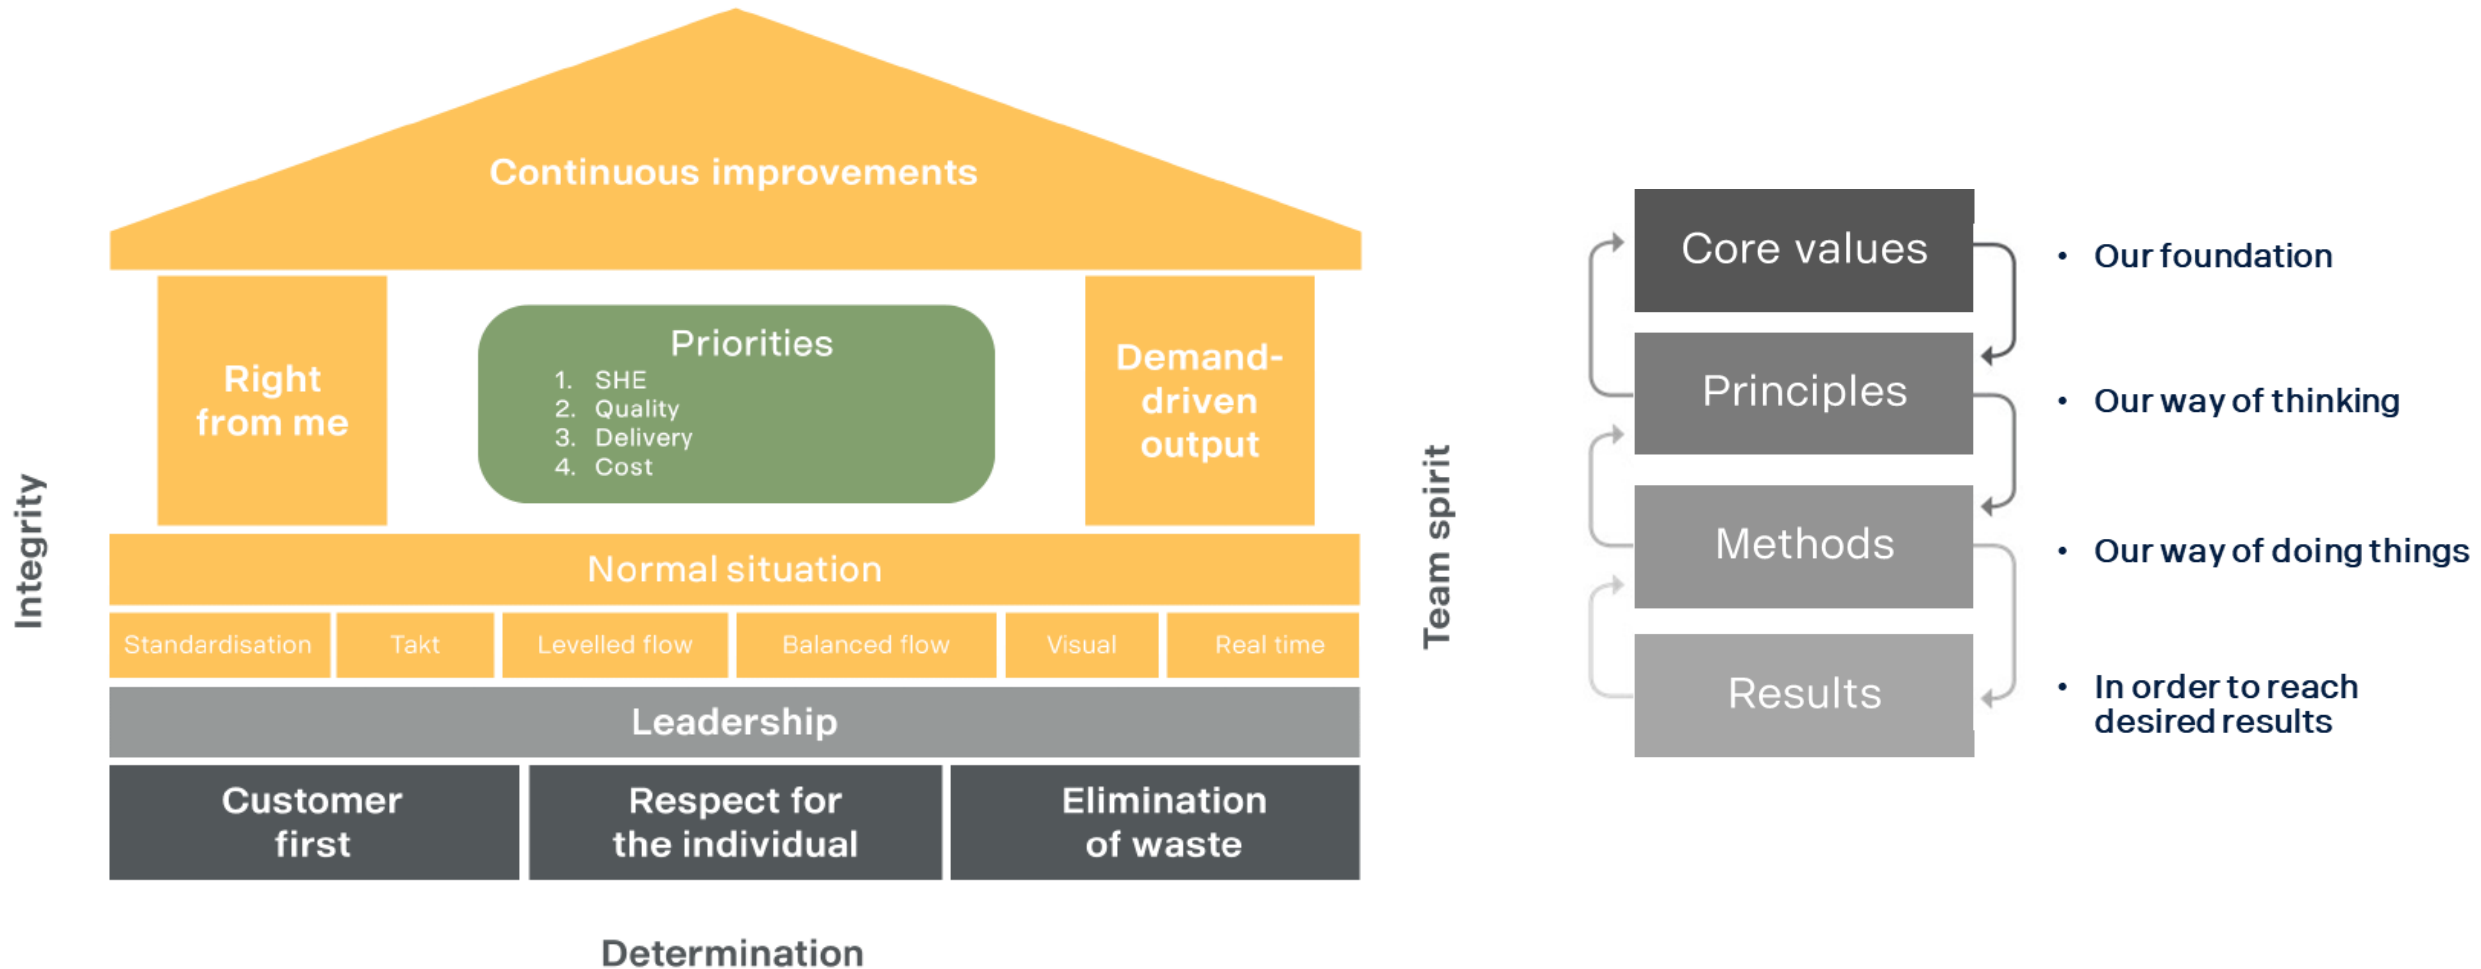 Continuous improvements
Right
from me
Priorities
1. SHE
2. Quality
3. Delivery
4. Cost
Demand-
driven
output
Normal situation
Standardisation
Takt
Levelled flow
Balanced flow
Visual
Real time
Leadership
Customer
first
Respect for
the individual
Elimination
of waste
Integrity
Team spirit
Determination
Core values
• Our foundation
Principles
• Our way of thinking
Methods
• Our way of doing things
Results
• In order to reach
desired results